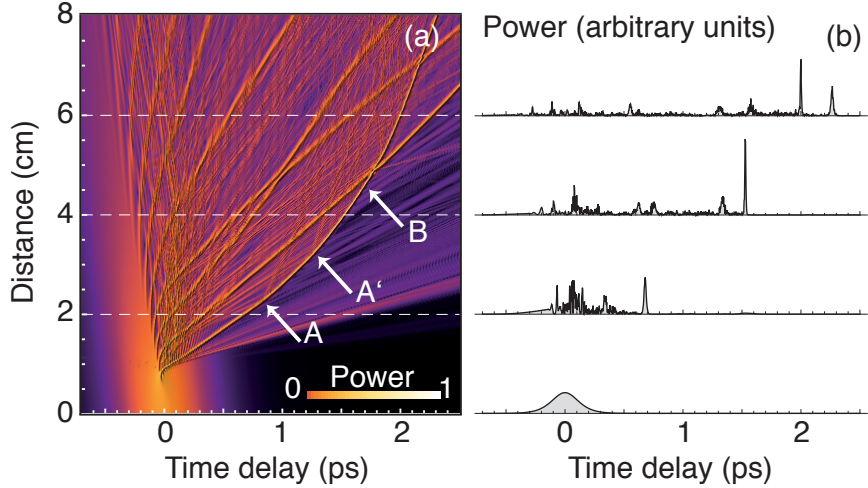 8
6
4
2
0
Distance (cm)
(a)
B
A‘
A
Power
0
1
0
1
2
Time delay (ps)
Power (arbitrary units)
(b)
0
1
2
Time delay (ps)